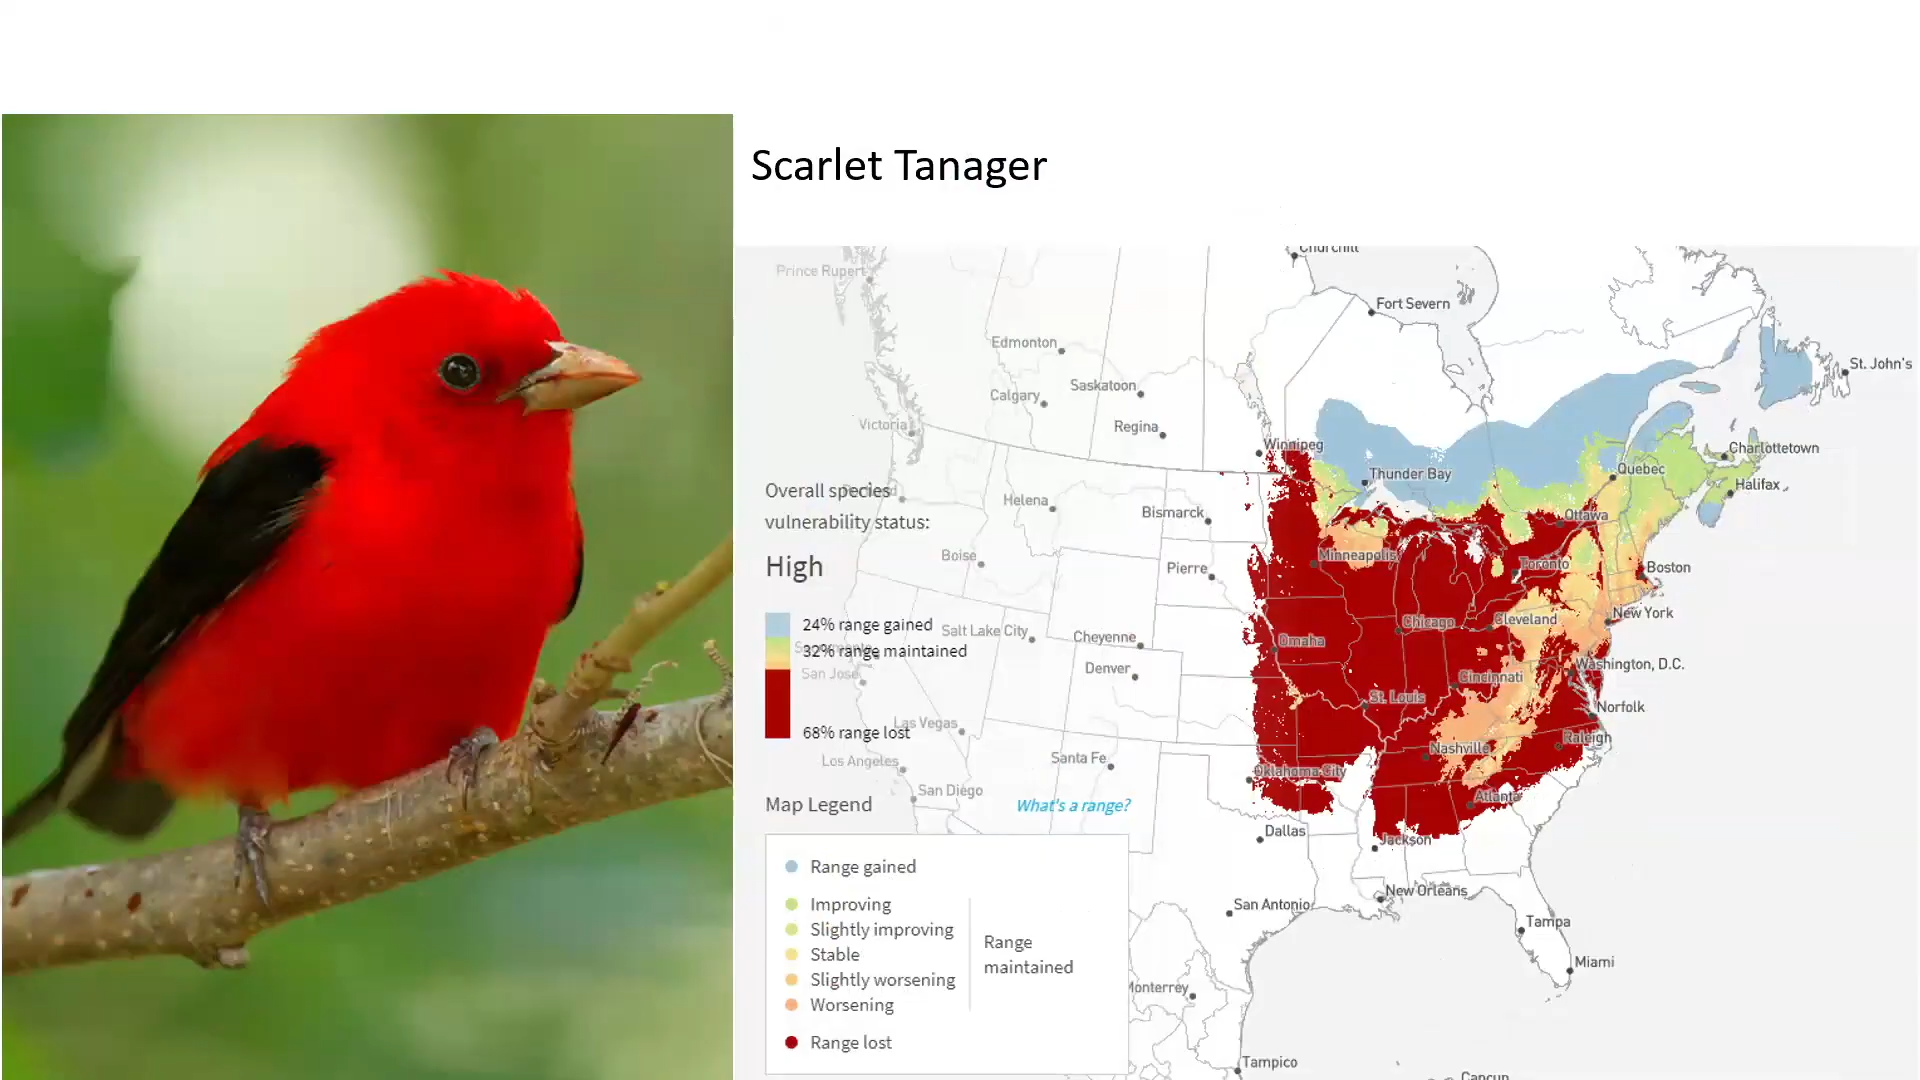 Scarlet Tanager
Churchill
Prince Rupert
Fort Severn
Edmonton
St. John's
Saskatoon
Calgary
Regina
Victoria
Winnipeg
Charlottetown
Thunder Bay
Quebec
Halifax
Overall species
vulnerability status:
High
Helena
Bismarck
Ottawa
Boise
Pierre
Minneapolis
Toronto
Boston
24% range gained
32% range maintained
68% range lost
Salt Lake City
Cheyenne
Omaha
Chicago
Cleveland
New York
San Jose
Denver
Cincinnati
Washington, D.C.
St. Louis
Norfolk
Las Vegas
Raleigh
Nashville
Los Angeles
Santa Fe
Oklahoma City
San Diego
Atlanta
Map Legend
What's a range?
Dallas
Jackson
Range gained
Improving
Slightly improving
Stable
Slightly worsening
Worsening
Range
maintained
Range lost
New Orleans
San Antonio
Tampa
Miami
Monterrey
Tampico
Cancun